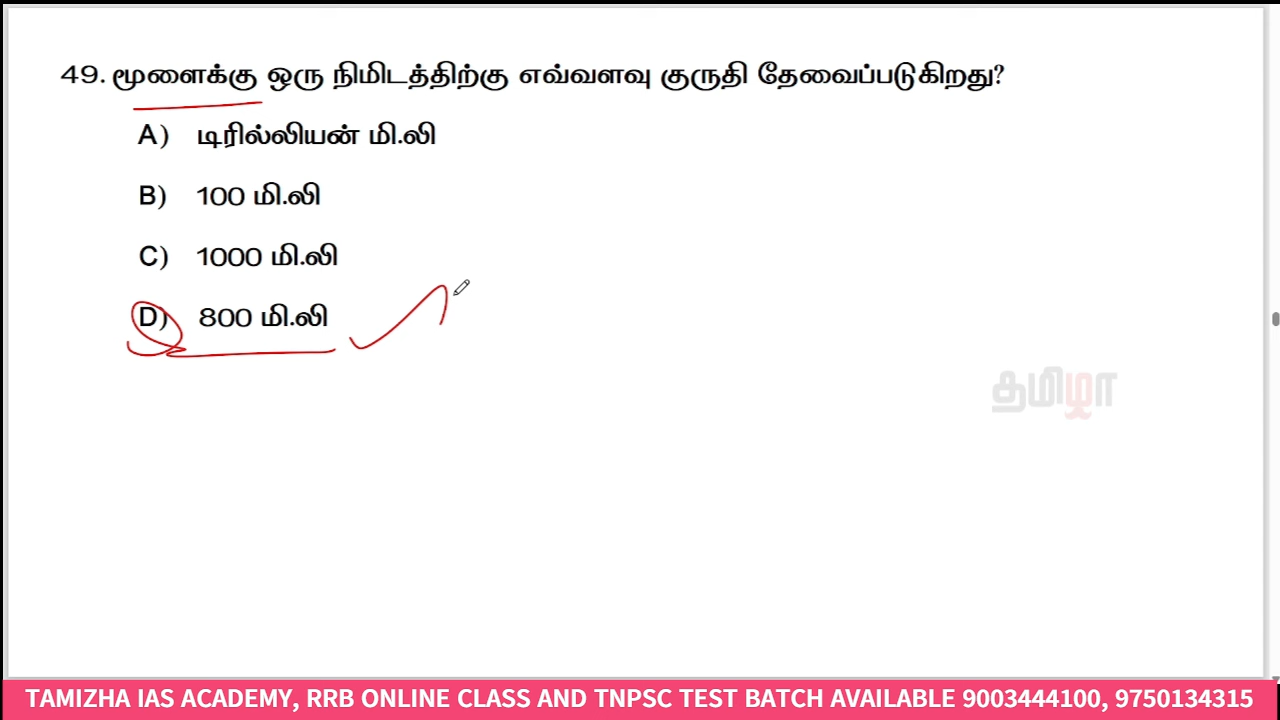 49. மூளைக்கு ஒரு நிமிடத்திற்கு எவ்வளவு குருதி தேவைப்படுகிறது?
A) டிரில்லியன் மி.லி
B) 100 மி.லி
C) 1000 மி.லி
D) 800 மி.லி
தமிழா
TAMIZHA IAS ACADEMY, RRB ONLINE CLASS AND TNPSC TEST BATCH AVAILABLE 9003444100, 9750134315